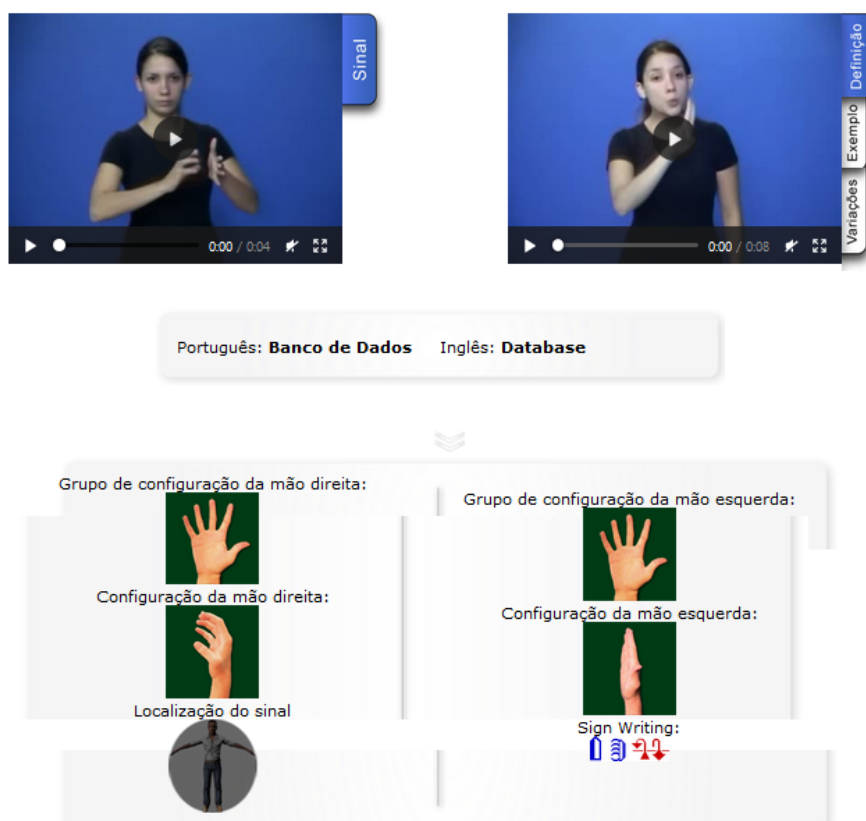 Sinal
0:00 / 0:04
Definição
Exemplo
Variações
0:00 / 0:08
Português: Banco de Dados Inglês: Database
Grupo de configuração da mão direita:
Configuração da mão direita:
Localização do sinal
Grupo de configuração da mão esquerda:
Configuração da mão esquerda:
Sign Writing: